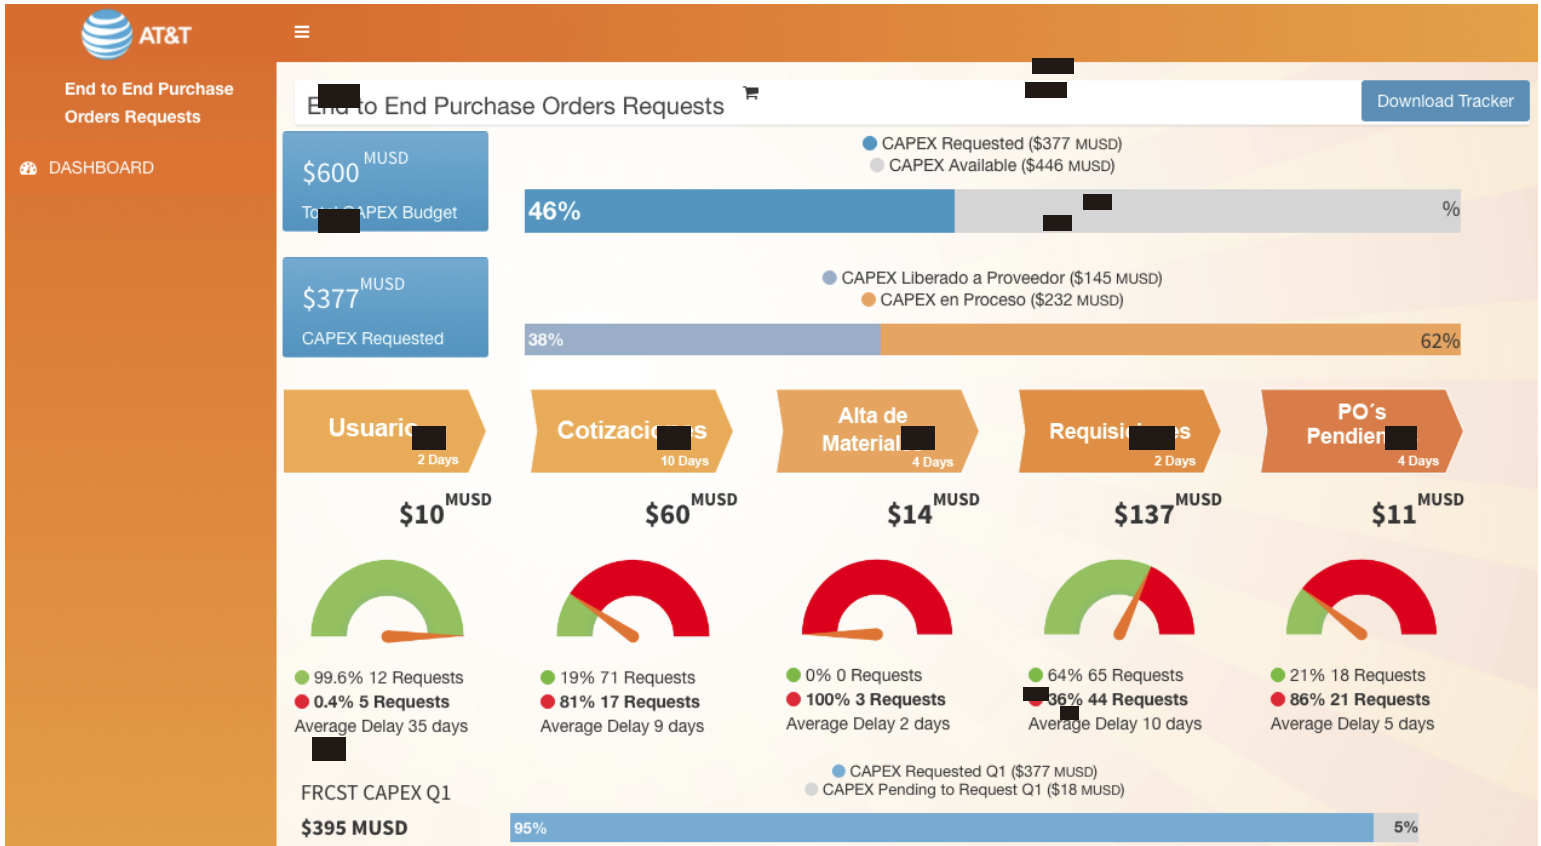 AT&T
End to End Purchase
Orders Requests
DASHBOARD
End to End Purchase Orders Requests
Download Tracker
$600 MUSD
Total CAPEX Budget
CAPEX Requested ($377 MUSD)
CAPEX Available ($446 MUSD)
46%
%
$377 MUSD
CAPEX Requested
CAPEX Liberado a Proveedor ($145 MUSD)
CAPEX en Proceso ($232 MUSD)
38%
62%
2 Days
10 Days
Alta de
4 Days
2 Days
PO´s
4 Days
$10 MUSD
$60 MUSD
$14 MUSD
$137 MUSD
$11 MUSD
99.6% 12 Requests
0.4% 5 Requests
Average Delay 35 days
19% 71 Requests
81% 17 Requests
Average Delay 9 days
0% 0 Requests
100% 3 Requests
Average Delay 2 days
64% 65 Requests
36% 44 Requests
Average Delay 10 days
21% 18 Requests
86% 21 Requests
Average Delay 5 days
FRCST CAPEX Q1
$395 MUSD
CAPEX Requested Q1 ($377 MUSD)
CAPEX Pending to Request Q1 ($18 MUSD)
95%
5%